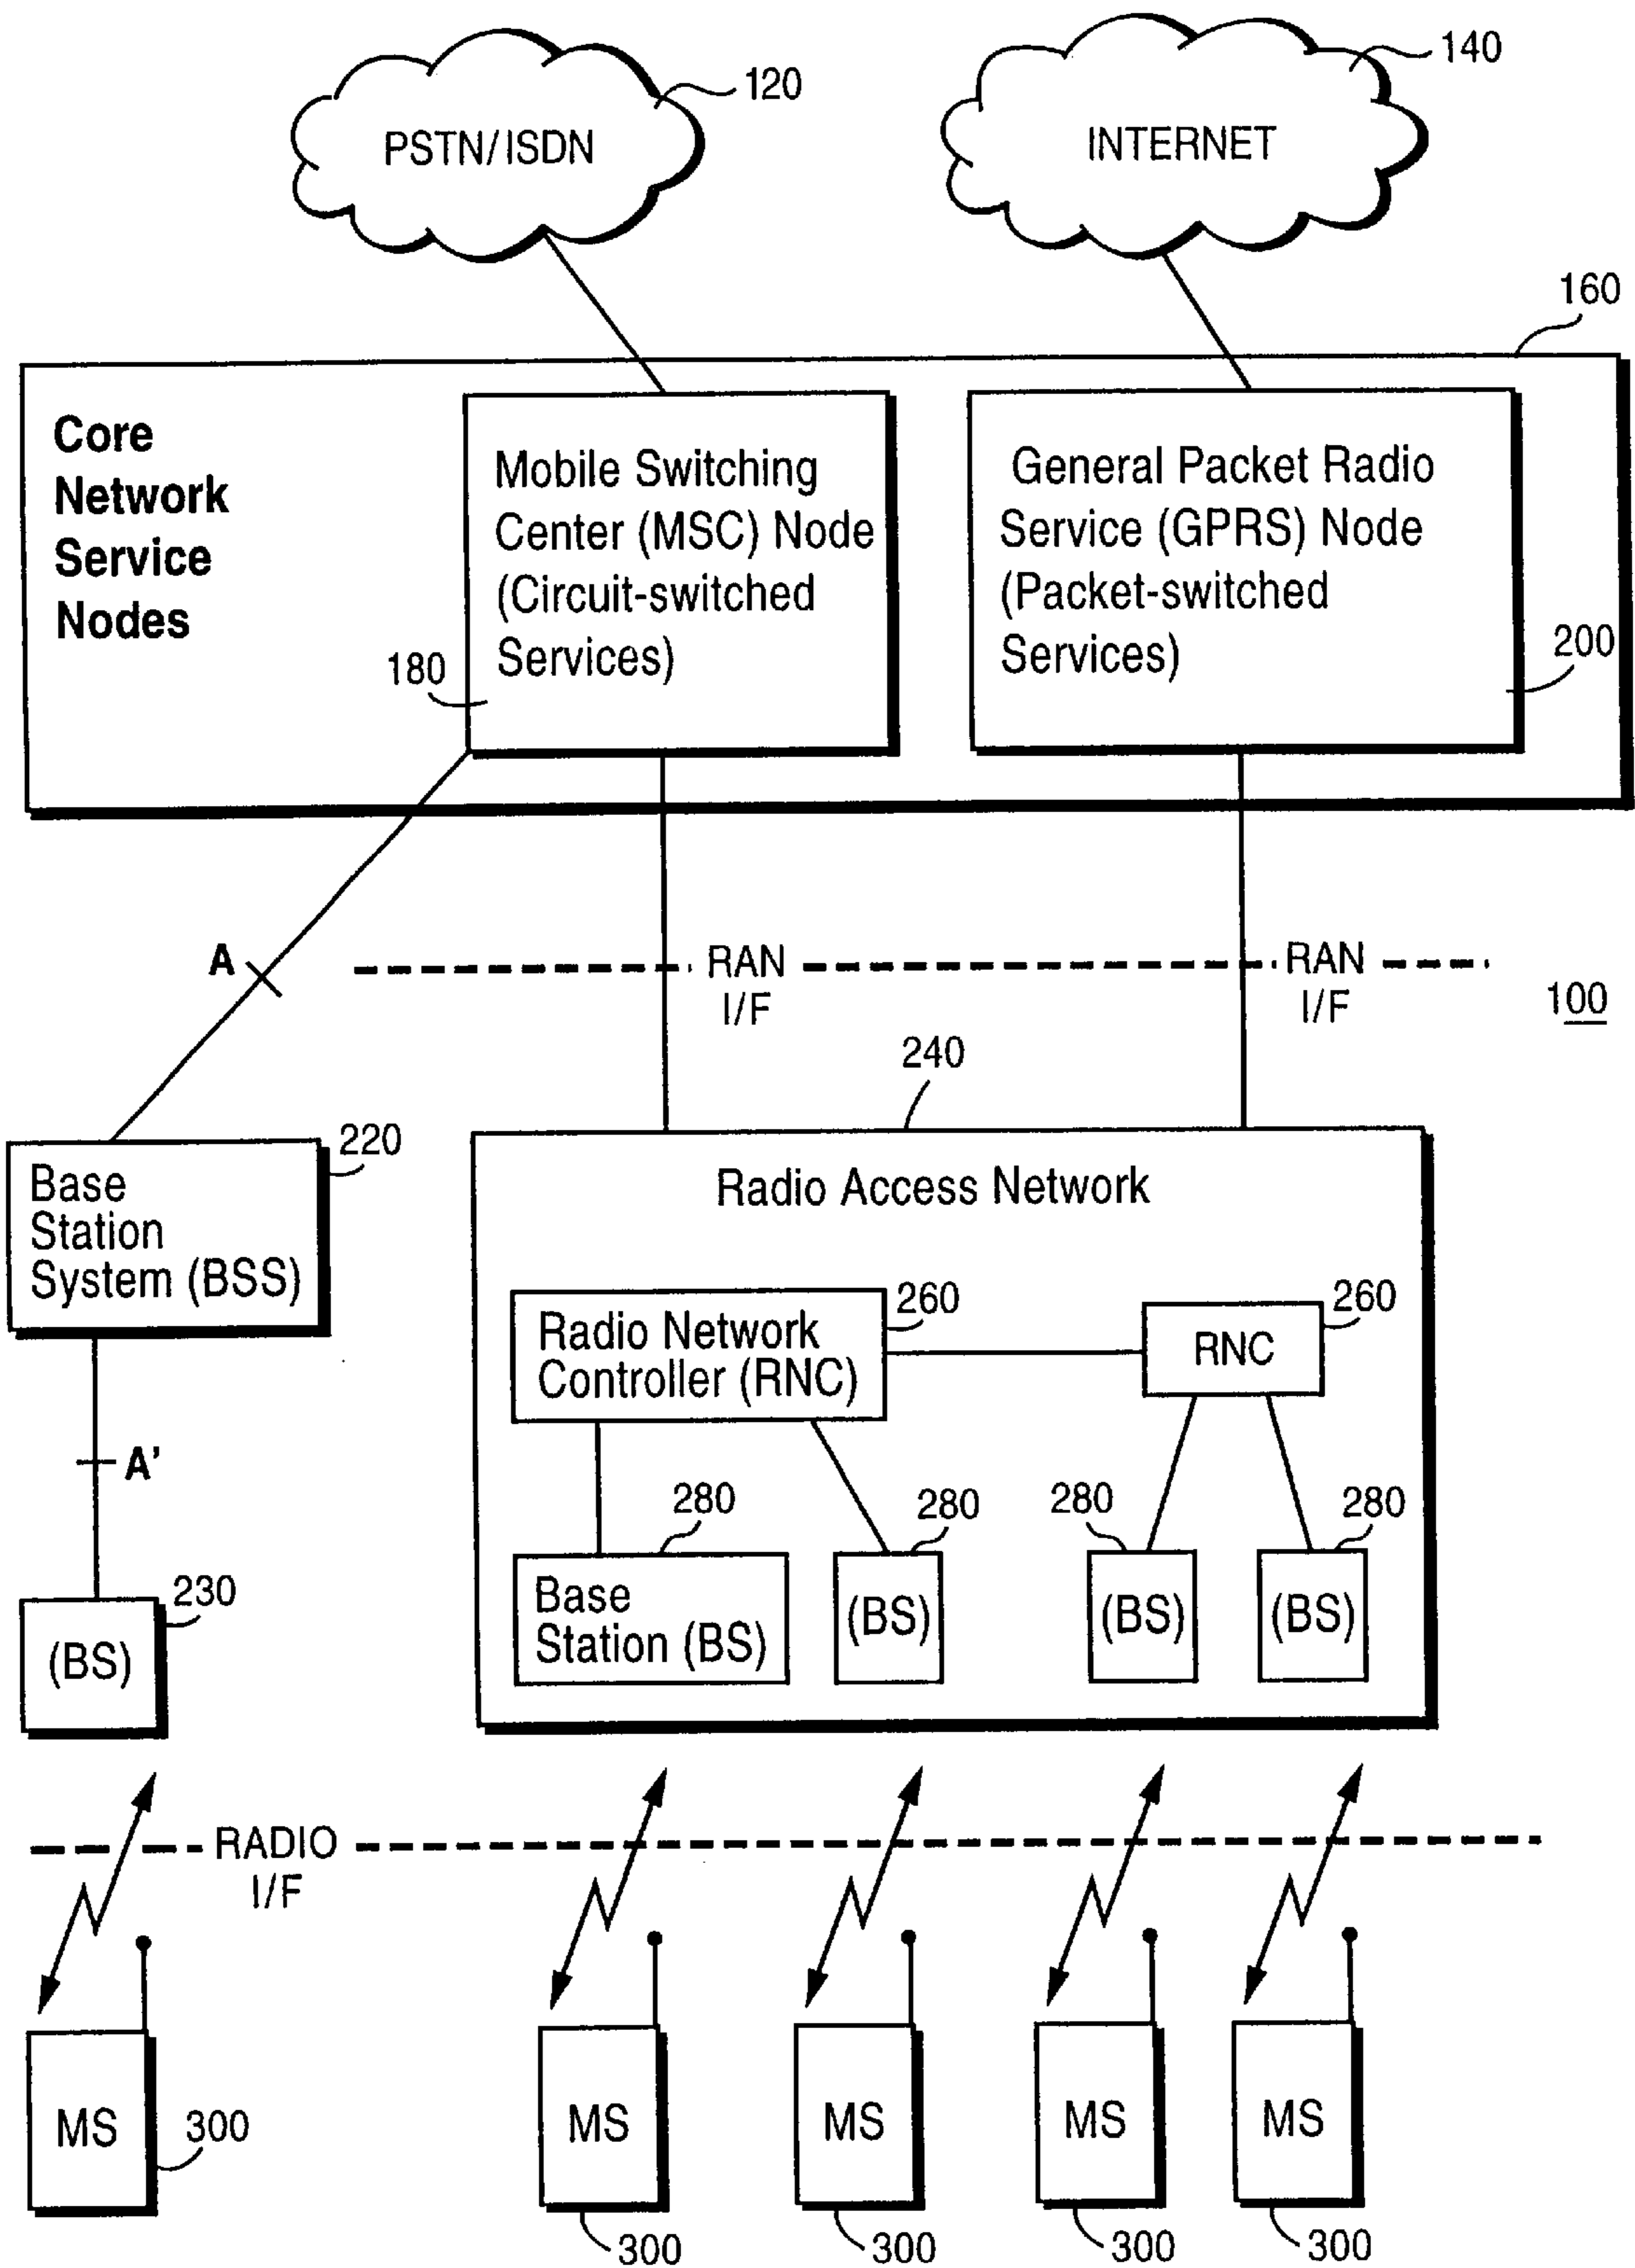 120
PSTN/ISDN
140
INTERNET
160
Core
Network
Service
Nodes
Mobile Switching
Center (MSC) Node
(Circuit-switched
Services)
180
General Packet Radio
Service (GPRS) Node
(Packet-switched
Services)
200
A
RAN
I/F
RAN
I/F
100
240
220
Base
Station
System (BSS)
Radio Access Network
260
Radio Network
Controller (RNC)
260
RNC
A'
280
280
280
280
Base
Station (BS)
(BS)
(BS)
(BS)
230
(BS)
RADIO
I/F
MS
300
MS
300
MS
300
MS
300
MS
300